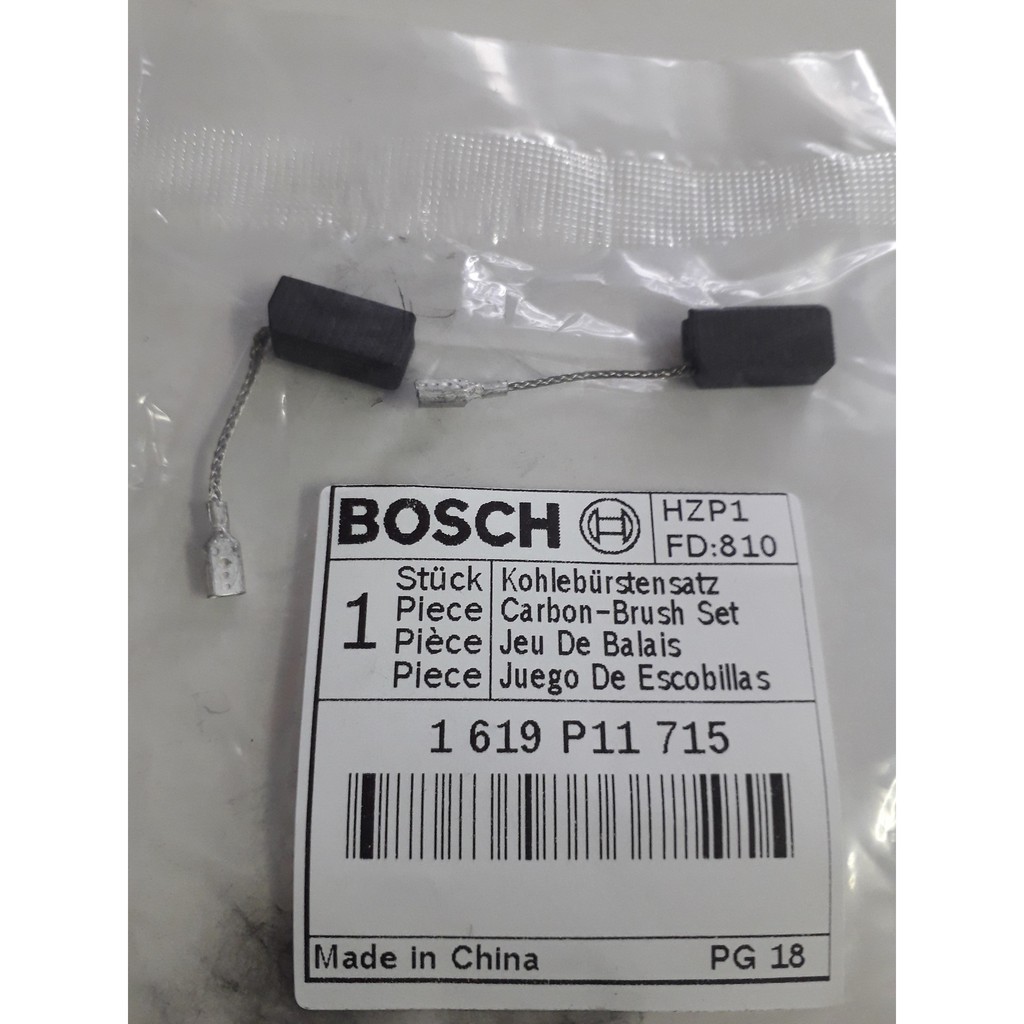 BOSCH
HZP1
FD:810
1
Stück
Piece
Pièce
Piece
Kohlebürstensatz
Carbon-Brush Set
Jeu De Balais
Juego De Escobillas
1 619 P11 715
Made in China
PG 18